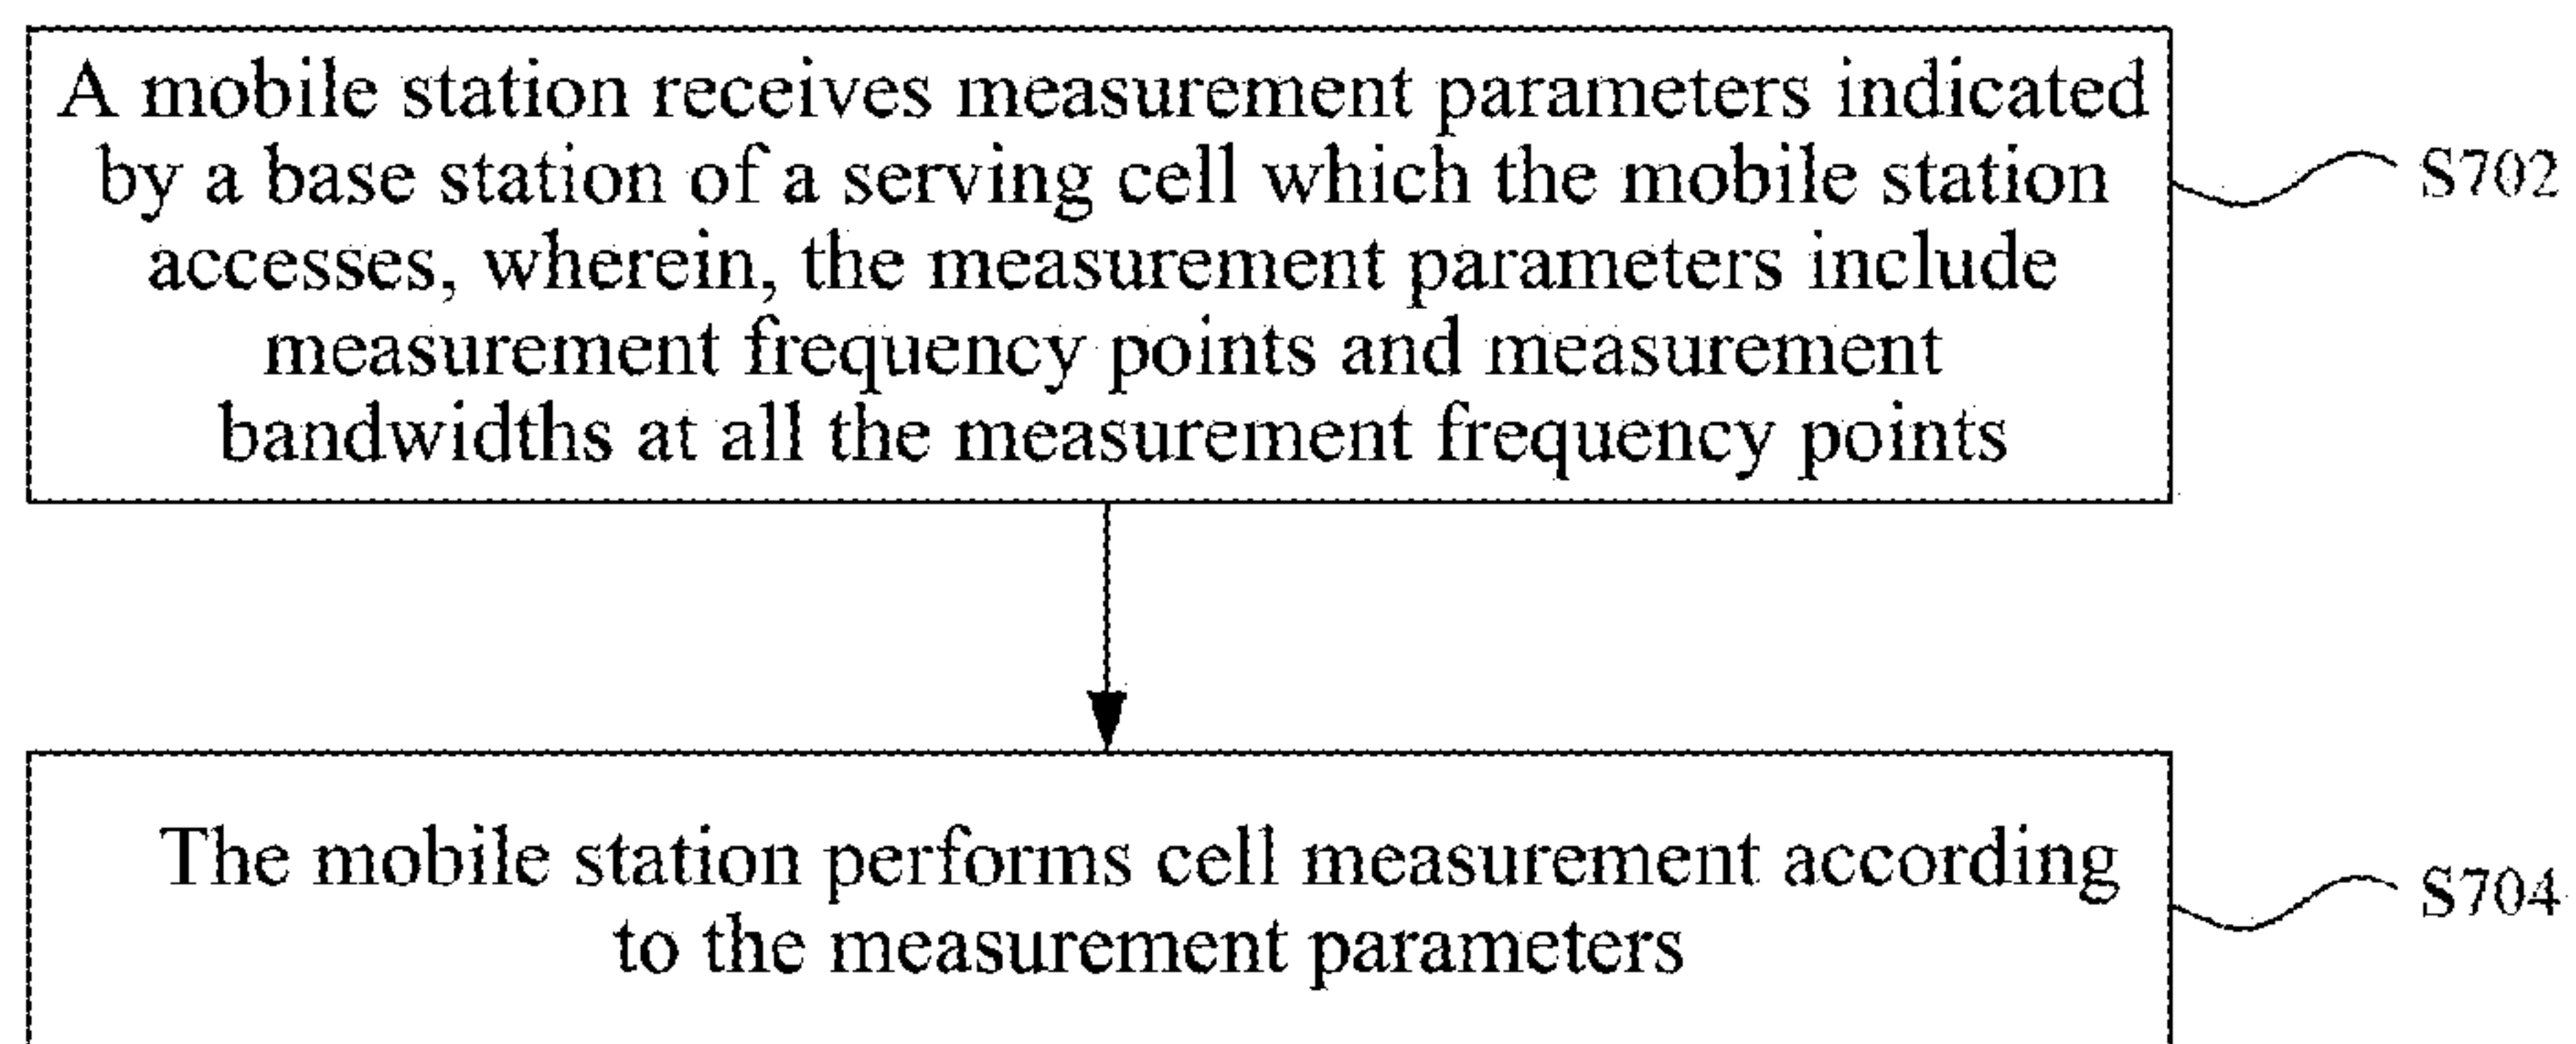 A mobile station receives measurement parameters indicated
by a base station of a serving cell which the mobile station
accesses, wherein, the measurement parameters include
measurement frequency points and measurement
bandwidths at all the measurement frequency points
S702
The mobile station performs cell measurement according
to the measurement parameters
S704